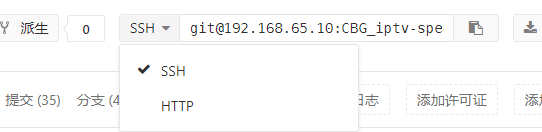 派生 0 SSH git@192.168.65.10:CBG_iptv-spe
SSH
HTTP
提交 (35) 分支 (4 日志 添加许可证 添加